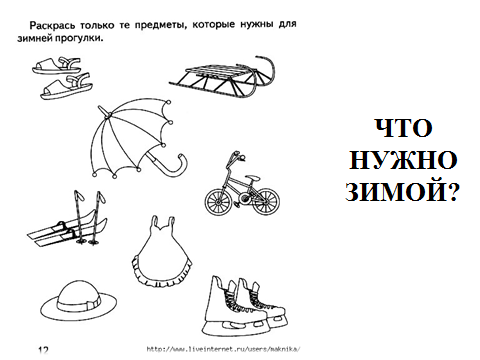 Раскрась только те предметы, которые нужны для
зимней прогулки.
ЧТО
НУЖНО
ЗИМОЙ?
12
http://www.liveinternet.ru/users/maknika/